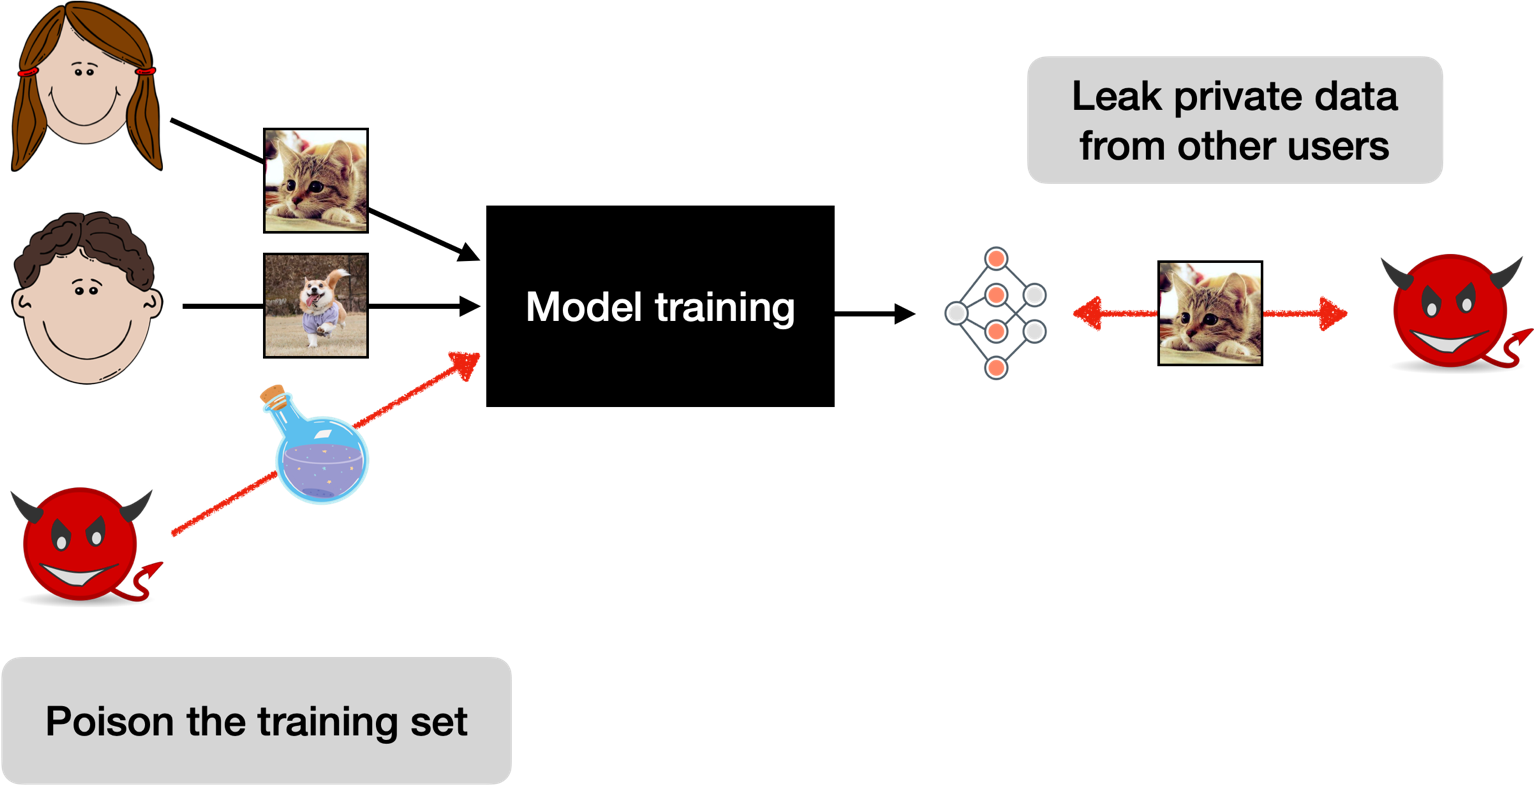 Leak private data
from other users
Model training
Poison the training set